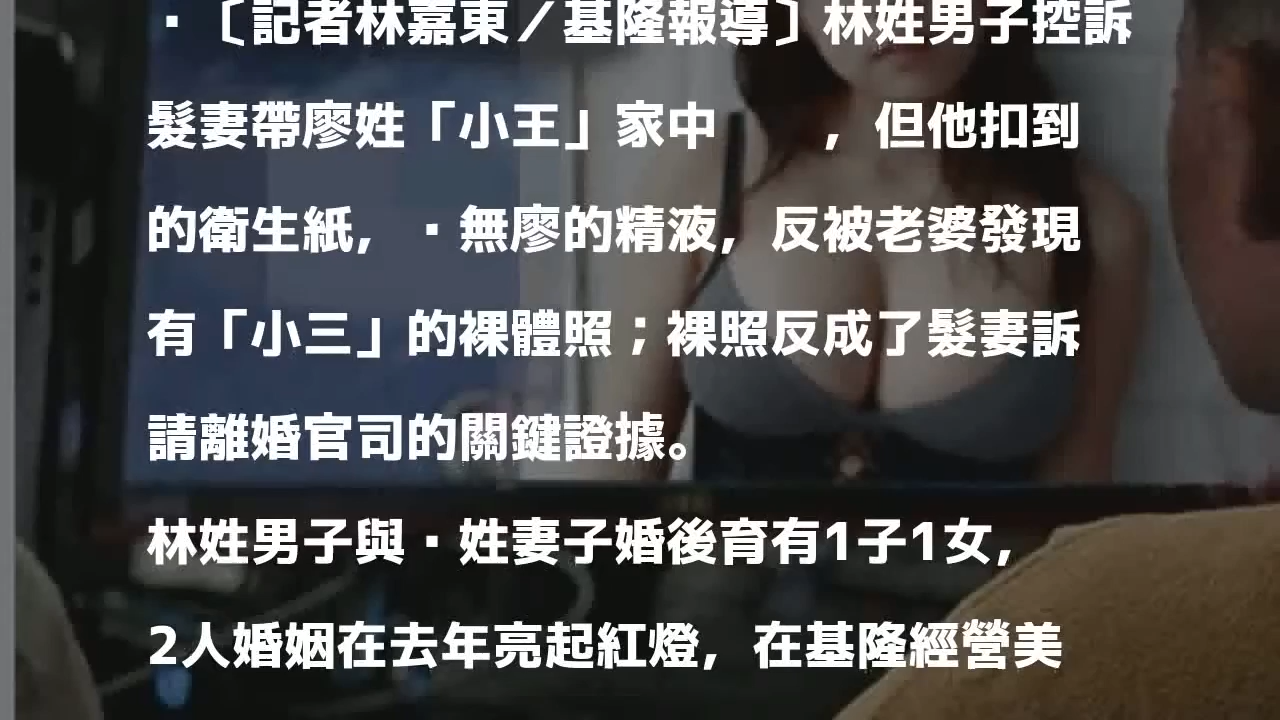 ▪〔記者林嘉東／基隆報導〕林姓男子控訴
髮妻帶廖姓「小王」家中　　，但他扣到
的衛生紙，▪無廖的精液，反被老婆發現
有「小三」的裸體照；裸照反成了髮妻訴
請離婚官司的關鍵證據。
林姓男子與▪姓妻子婚後育有1子1女，
2人婚姻在去年亮起紅燈，在基隆經營美